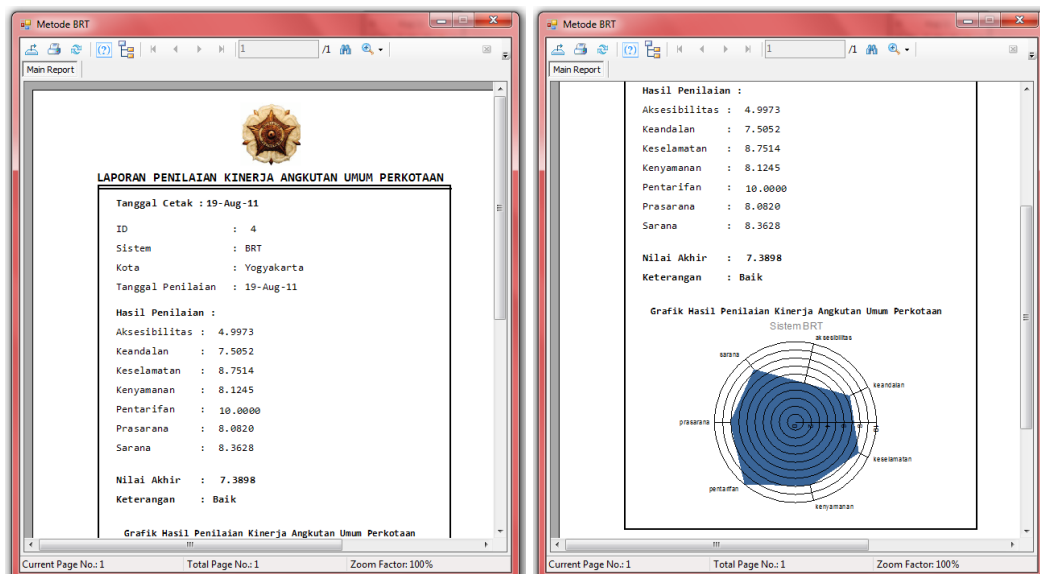 Metode BRT
1 /1
Main Report
LAPORAN PENILAIAN KINERJA ANGKUTAN UMUM PERKOTAAN
Tanggal Cetak : 19-Aug-11
ID : 4
Sistem : BRT
Kota : Yogyakarta
Tanggal Penilaian : 19-Aug-11
Hasil Penilaian :
Aksesibilitas : 4.9973
Keandalan : 7.5052
Keselamatan : 8.7514
Kenyamanan : 8.1245
Pentarifan : 10.0000
Prasarana : 8.0820
Sarana : 8.3628
Nilai Akhir : 7.3898
Keterangan : Baik
Grafik Hasil Penilaian Kinerja Angkutan Umum Perkotaan
Current Page No.: 1 Total Page No.: 1 Zoom Factor: 100%
Metode BRT
1 /1
Main Report
Hasil Penilaian :
Aksesibilitas : 4.9973
Keandalan : 7.5052
Keselamatan : 8.7514
Kenyamanan : 8.1245
Pentarifan : 10.0000
Prasarana : 8.0820
Sarana : 8.3628
Nilai Akhir : 7.3898
Keterangan : Baik
Grafik Hasil Penilaian Kinerja Angkutan Umum Perkotaan
Sistem BRT
aksesibilitas
sarana
keandalan
prasarana
keselamatan
pentarifan
kenyamanan
Current Page No.: 1 Total Page No.: 1 Zoom Factor: 100%